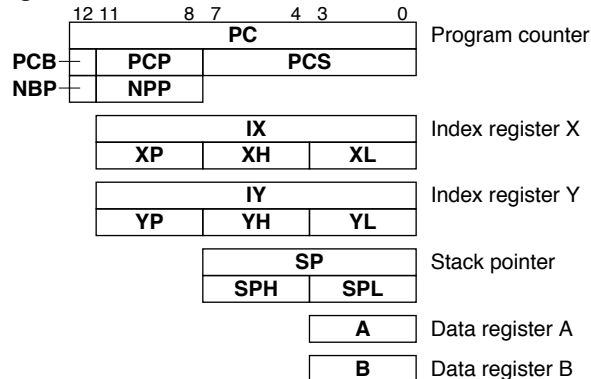 12 11 8 7 4 3 0
PC Program counter
PCB PCP PCS
NBP NPP
IX Index register X
XP XH XL
IY Index register Y
YP YH YL
SP Stack pointer
SPH SPL
A Data register A
B Data register B